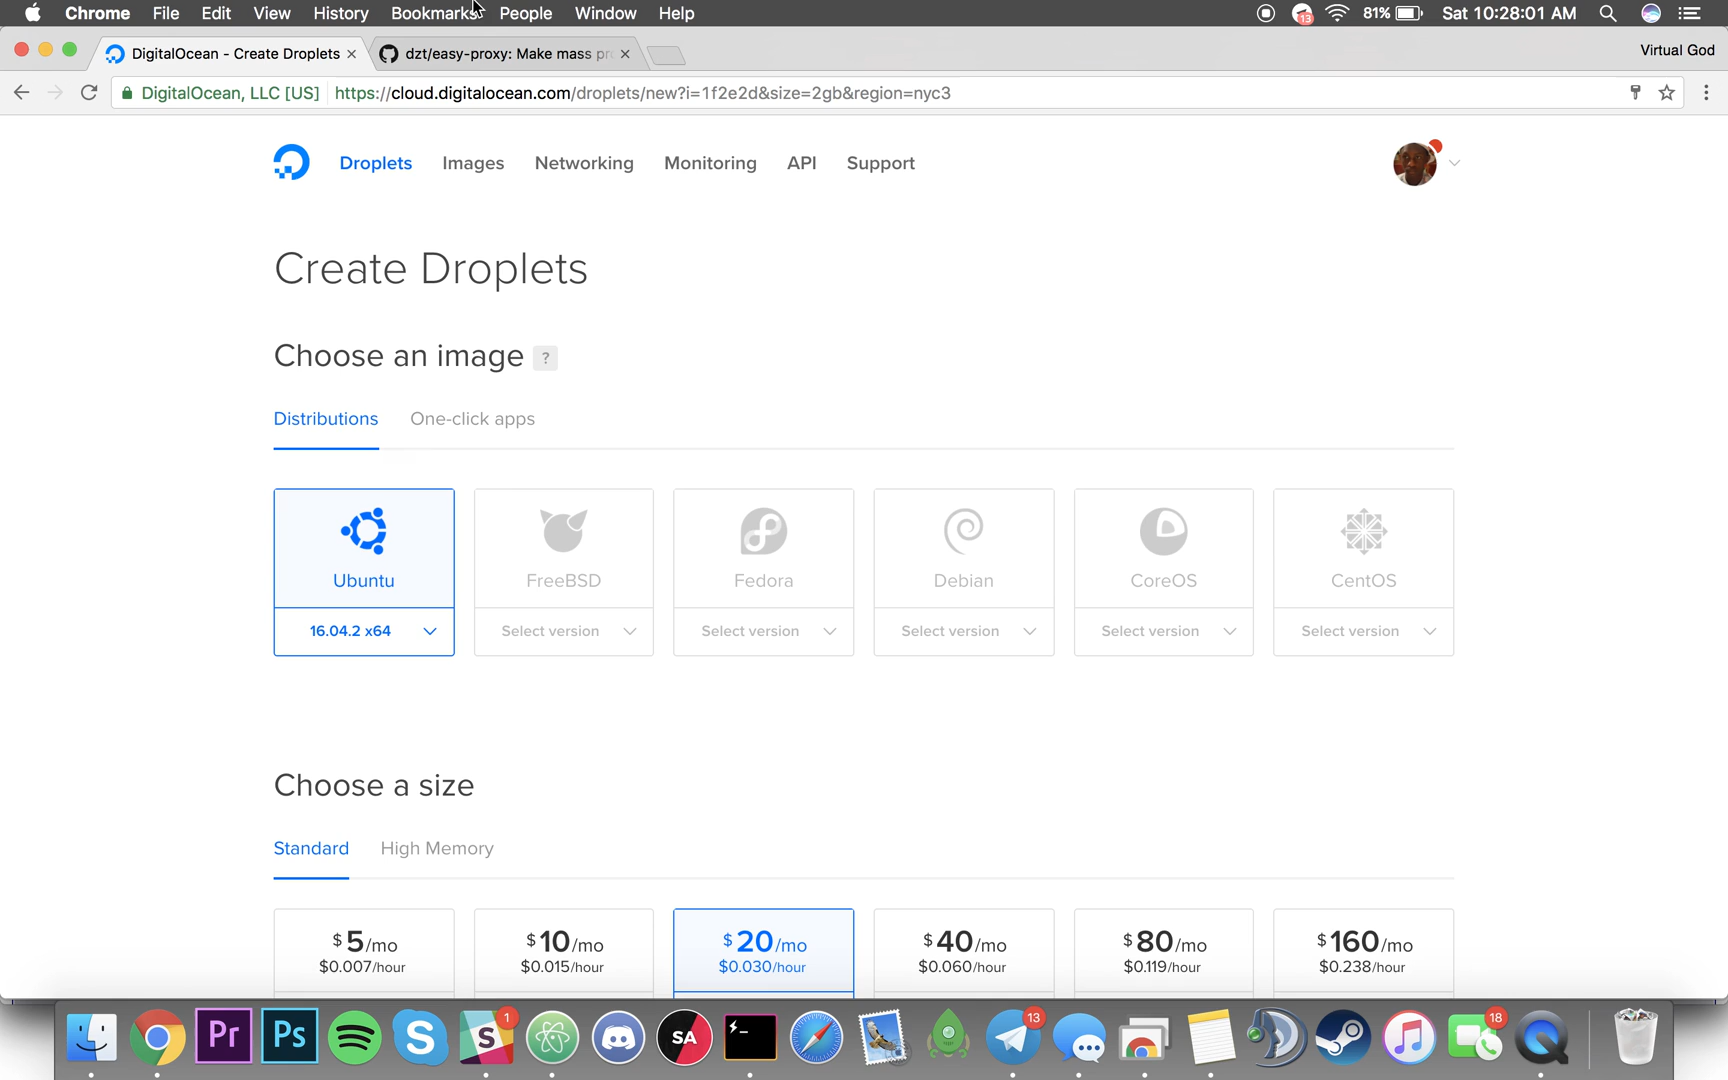 Chrome File Edit View History Bookmarks People Window Help
13 81% Sat 10:28:01 AM
DigitalOcean - Create Droplets
dzt/easy-proxy: Make mass pr
Virtual God
DigitalOcean, LLC [US] https://cloud.digitalocean.com/droplets/new?i=1f2e2d&size=2gb&region=nyc3
Droplets Images Networking Monitoring API Support
Create Droplets
Choose an image ?
Distributions One-click apps
Ubuntu FreeBSD Fedora Debian CoreOS CentOS
16.04.2 x64 Select version Select version Select version Select version Select version
Choose a size
Standard High Memory
$5/mo $10/mo $20/mo $40/mo $80/mo $160/mo
$0.007/hour $0.015/hour $0.030/hour $0.060/hour $0.119/hour $0.238/hour
1 13 18
Pr Ps S S SA